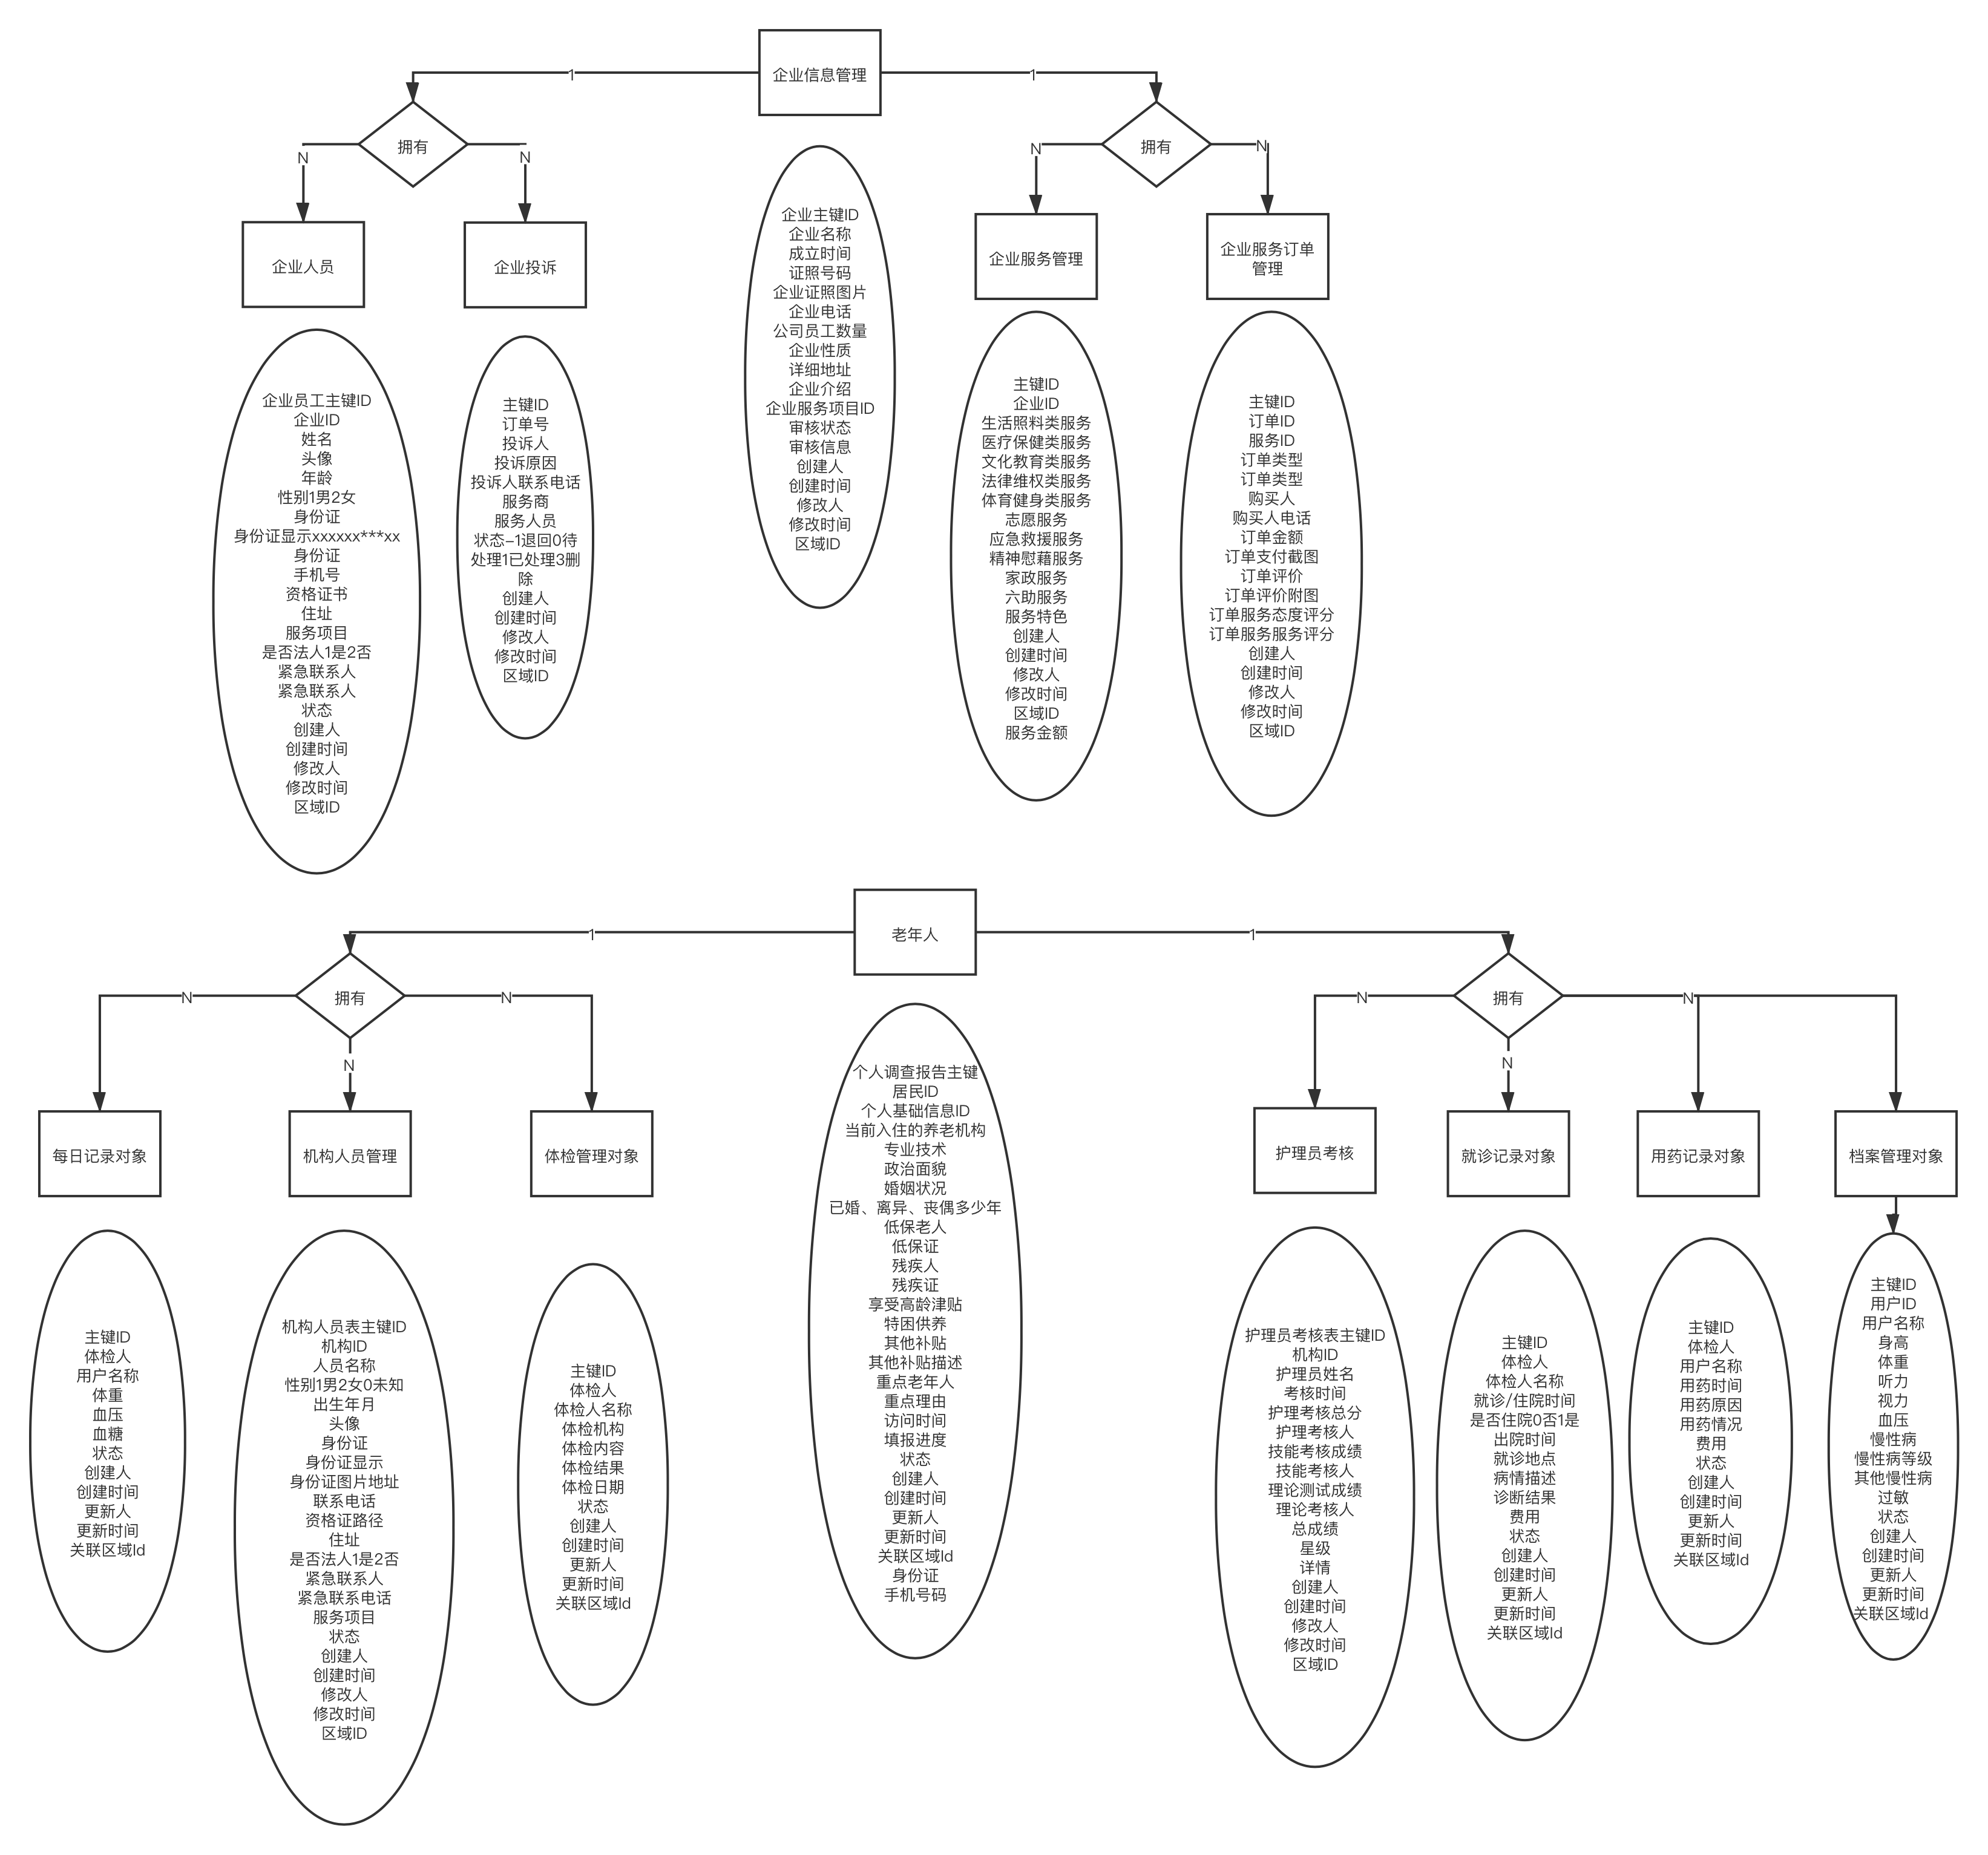 企业信息管理
1
1
拥有
拥有
N
N
N
N
企业人员
企业投诉
企业服务管理
企业服务订单
管理
企业员工主键ID
企业ID
姓名
头像
年龄
性别1男2女
身份证
身份证显示xxxxxx***xx
身份证
手机号
资格证书
住址
服务项目
是否法人1是2否
紧急联系人
紧急联系人
状态
创建人
创建时间
修改人
修改时间
区域ID
主键ID
订单号
投诉人
投诉原因
投诉人联系电话
服务商
服务人员
状态-1退回0待
处理1已处理3删
除
创建人
创建时间
修改人
修改时间
区域ID
企业主键ID
企业名称
成立时间
证照号码
企业证照图片
企业电话
公司员工数量
企业性质
详细地址
企业介绍
企业服务项目ID
审核状态
审核信息
创建人
创建时间
修改人
修改时间
区域ID
主键ID
企业ID
生活照料类服务
医疗保健类服务
文化教育类服务
法律维权类服务
体育健身类服务
志愿服务
应急救援服务
精神慰藉服务
家政服务
六助服务
服务特色
创建人
创建时间
修改人
修改时间
区域ID
服务金额
主键ID
订单ID
服务ID
订单类型
订单类型
购买人
购买人电话
订单金额
订单支付截图
订单评价
订单评价附图
订单服务态度评分
订单服务服务评分
创建人
创建时间
修改人
修改时间
区域ID
老年人
1
1
拥有
拥有
N
N
N
N
N
N
每日记录对象
机构人员管理
体检管理对象
护理员考核
就诊记录对象
用药记录对象
档案管理对象
主键ID
体检人
用户名称
体重
血压
血糖
状态
创建人
创建时间
更新人
更新时间
关联区域Id
机构人员表主键ID
机构ID
人员名称
性别1男2女0未知
出生年月
头像
身份证
身份证显示
身份证图片地址
联系电话
资格证路径
住址
是否法人1是2否
紧急联系人
紧急联系电话
服务项目
状态
创建人
创建时间
修改人
修改时间
区域ID
主键ID
体检人
体检人名称
体检机构
体检内容
体检结果
体检日期
状态
创建人
创建时间
更新人
更新时间
关联区域Id
个人调查报告主键
居民ID
个人基础信息ID
当前入住的养老机构
专业技术
政治面貌
婚姻状况
已婚、离异、丧偶多少年
低保老人
低保证
残疾人
残疾证
享受高龄津贴
特困供养
其他补贴
其他补贴描述
重点老年人
重点理由
访问时间
填报进度
状态
创建人
创建时间
更新人
更新时间
关联区域Id
身份证
手机号码
护理员考核表主键ID
机构ID
护理员姓名
考核时间
护理考核总分
护理考核人
技能考核成绩
技能考核人
理论测试成绩
理论考核人
总成绩
星级
详情
创建人
创建时间
修改人
修改时间
区域ID
主键ID
体检人
体检人名称
就诊/住院时间
是否住院0否1是
出院时间
就诊地点
病情描述
诊断结果
费用
状态
创建人
创建时间
更新人
更新时间
关联区域Id
主键ID
体检人
用户名称
用药时间
用药原因
用药情况
费用
状态
创建人
创建时间
更新人
更新时间
关联区域Id
主键ID
用户ID
用户名称
身高
体重
听力
视力
血压
慢性病
慢性病等级
其他慢性病
过敏
状态
创建人
创建时间
更新人
更新时间
关联区域Id